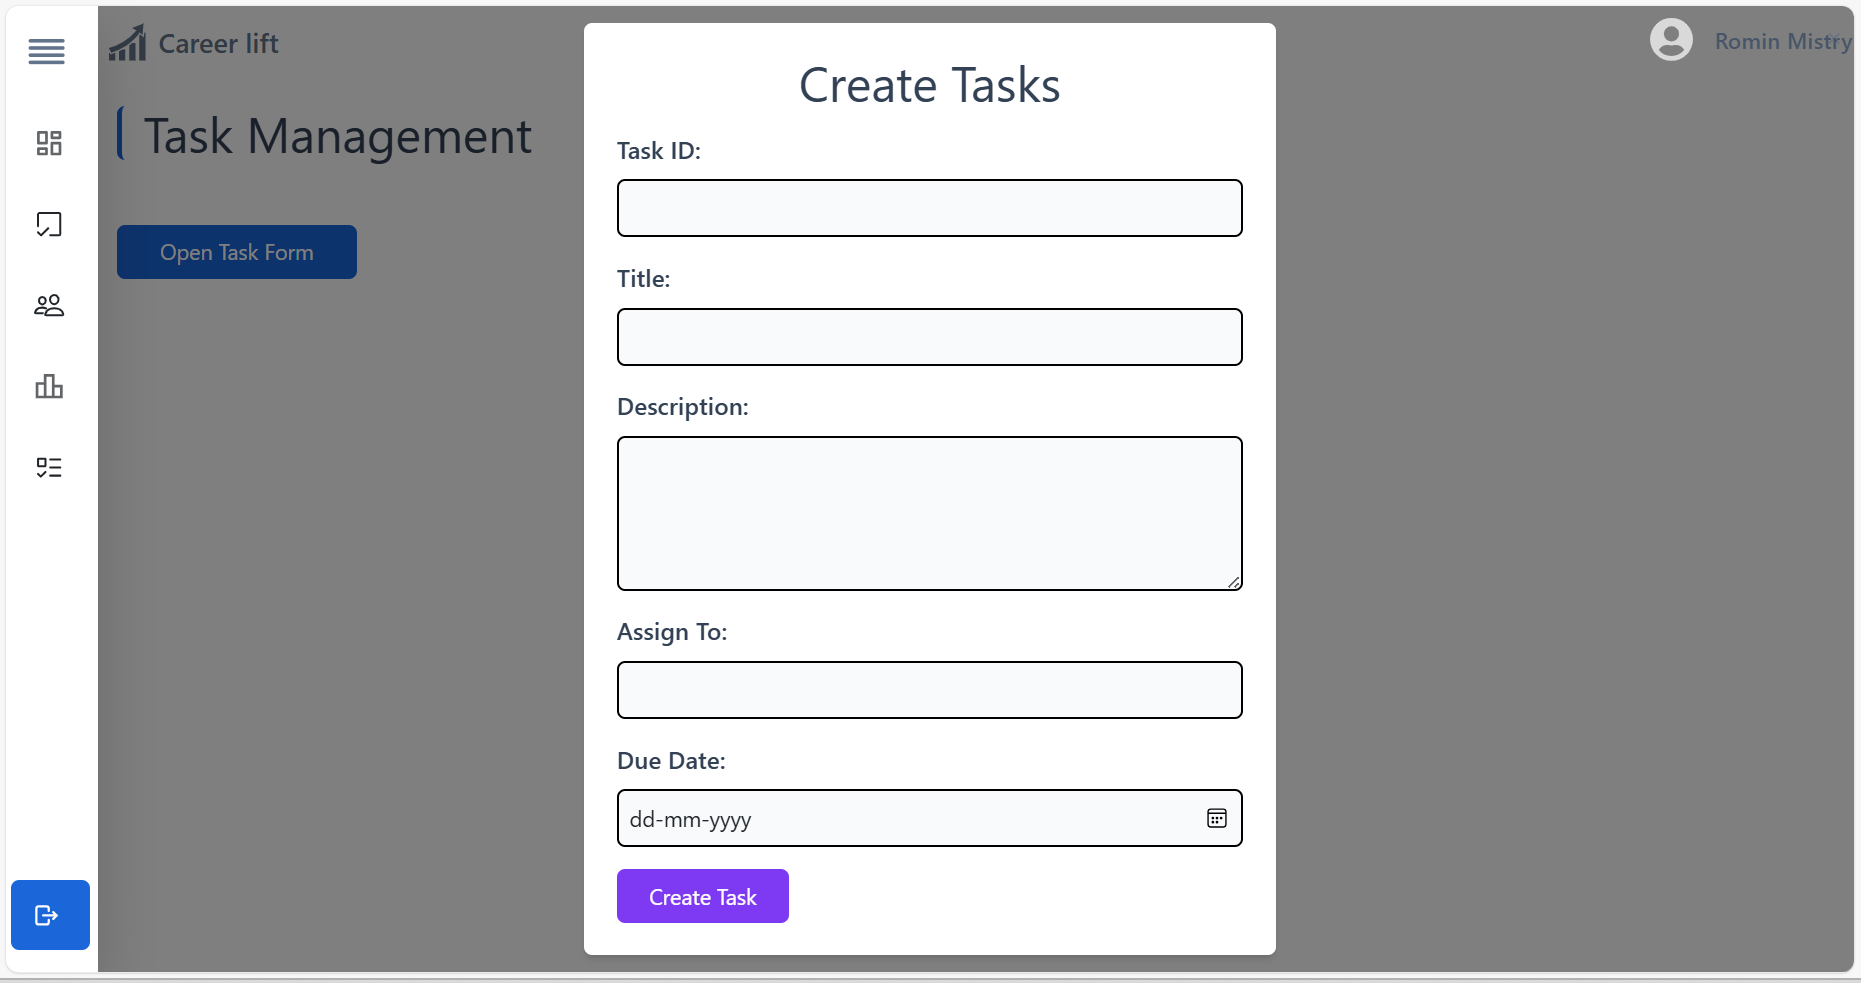 Career lift
Romin Mistry
Task Management
Open Task Form
Create Tasks
Task ID:
Title:
Description:
Assign To:
Due Date:
dd-mm-yyyy
Create Task